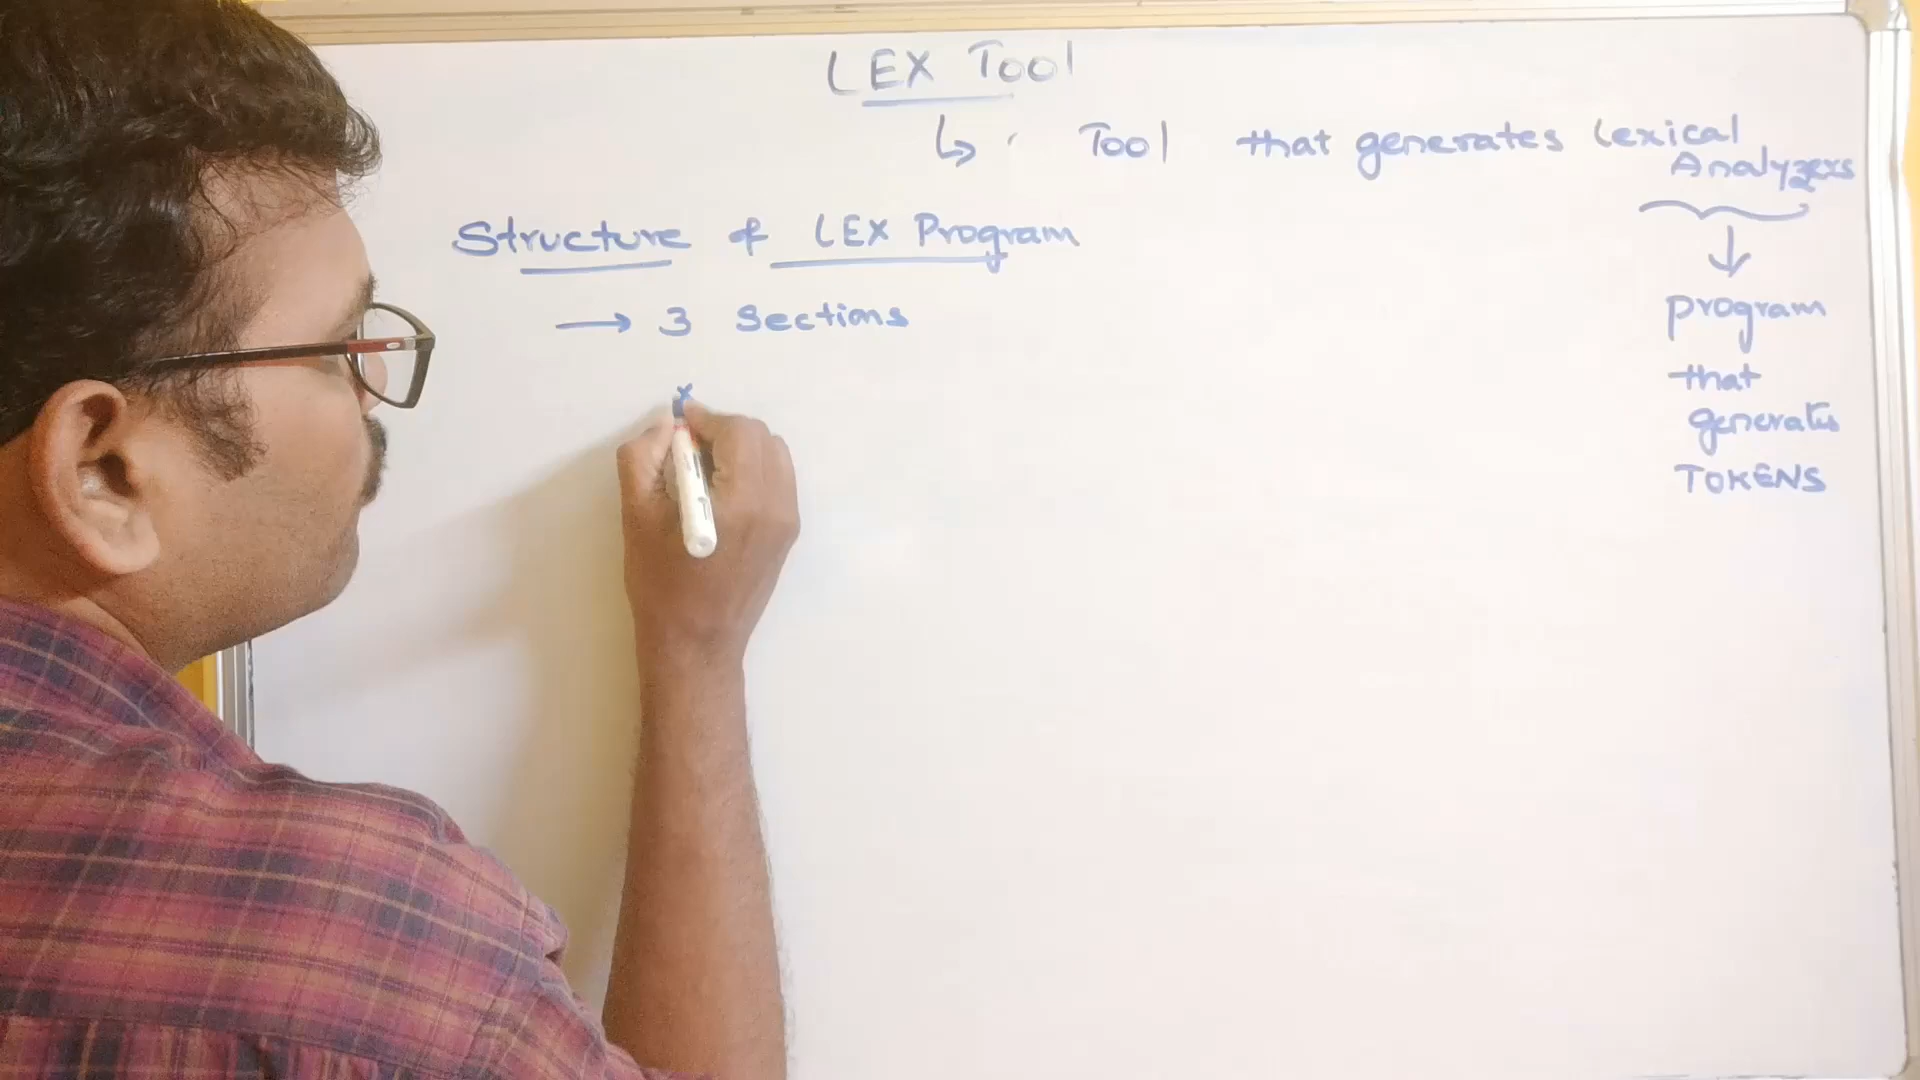 LEX Tool
↳ Tool that generates Lexical
Analyzers
Structure of LEX Program
→ 3 Sections
*
↓
program
that
generates
TOKENS